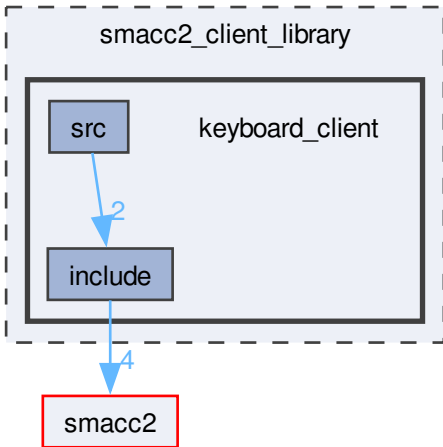 smacc2_client_library
src
keyboard_client
2
include
4
smacc2